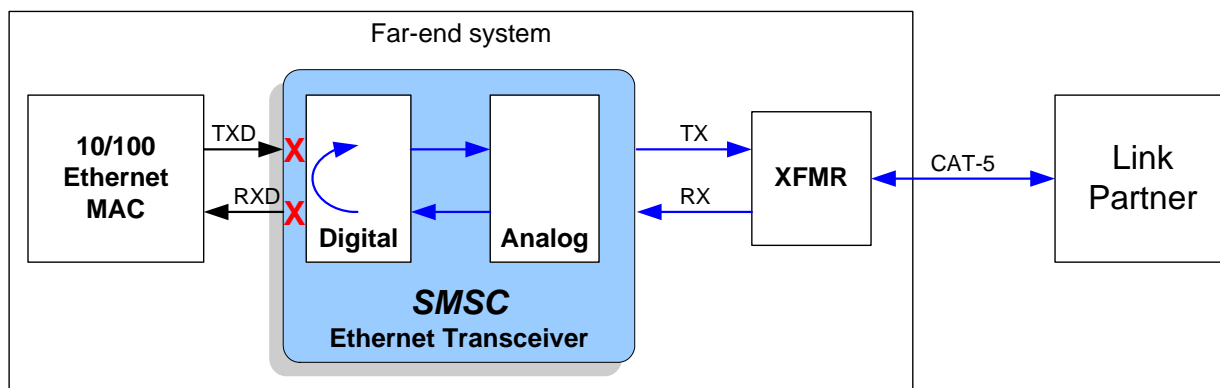 Far-end system
10/100
Ethernet
MAC
TXD
RXD
X
X
Digital
Analog
SMSC
Ethernet Transceiver
TX
RX
XFMR
CAT-5
Link
Partner